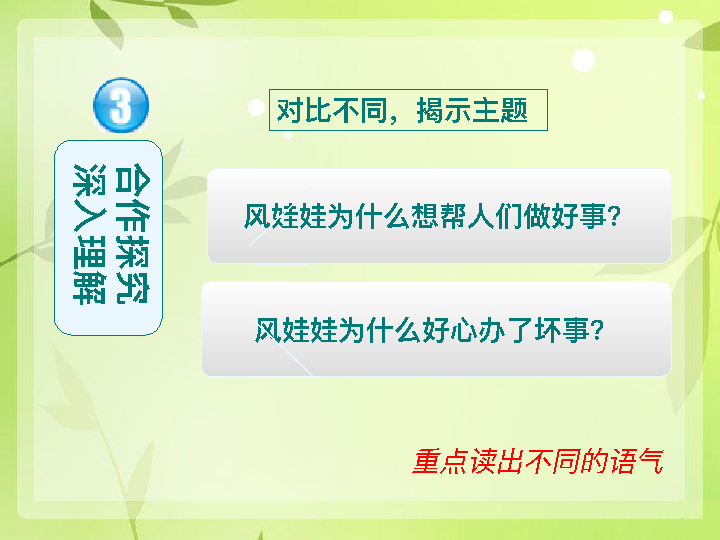 3
对比不同，揭示主题
合作探究
深入理解
风娃娃为什么想帮人们做好事?
风娃娃为什么好心办了坏事?
重点读出不同的语气